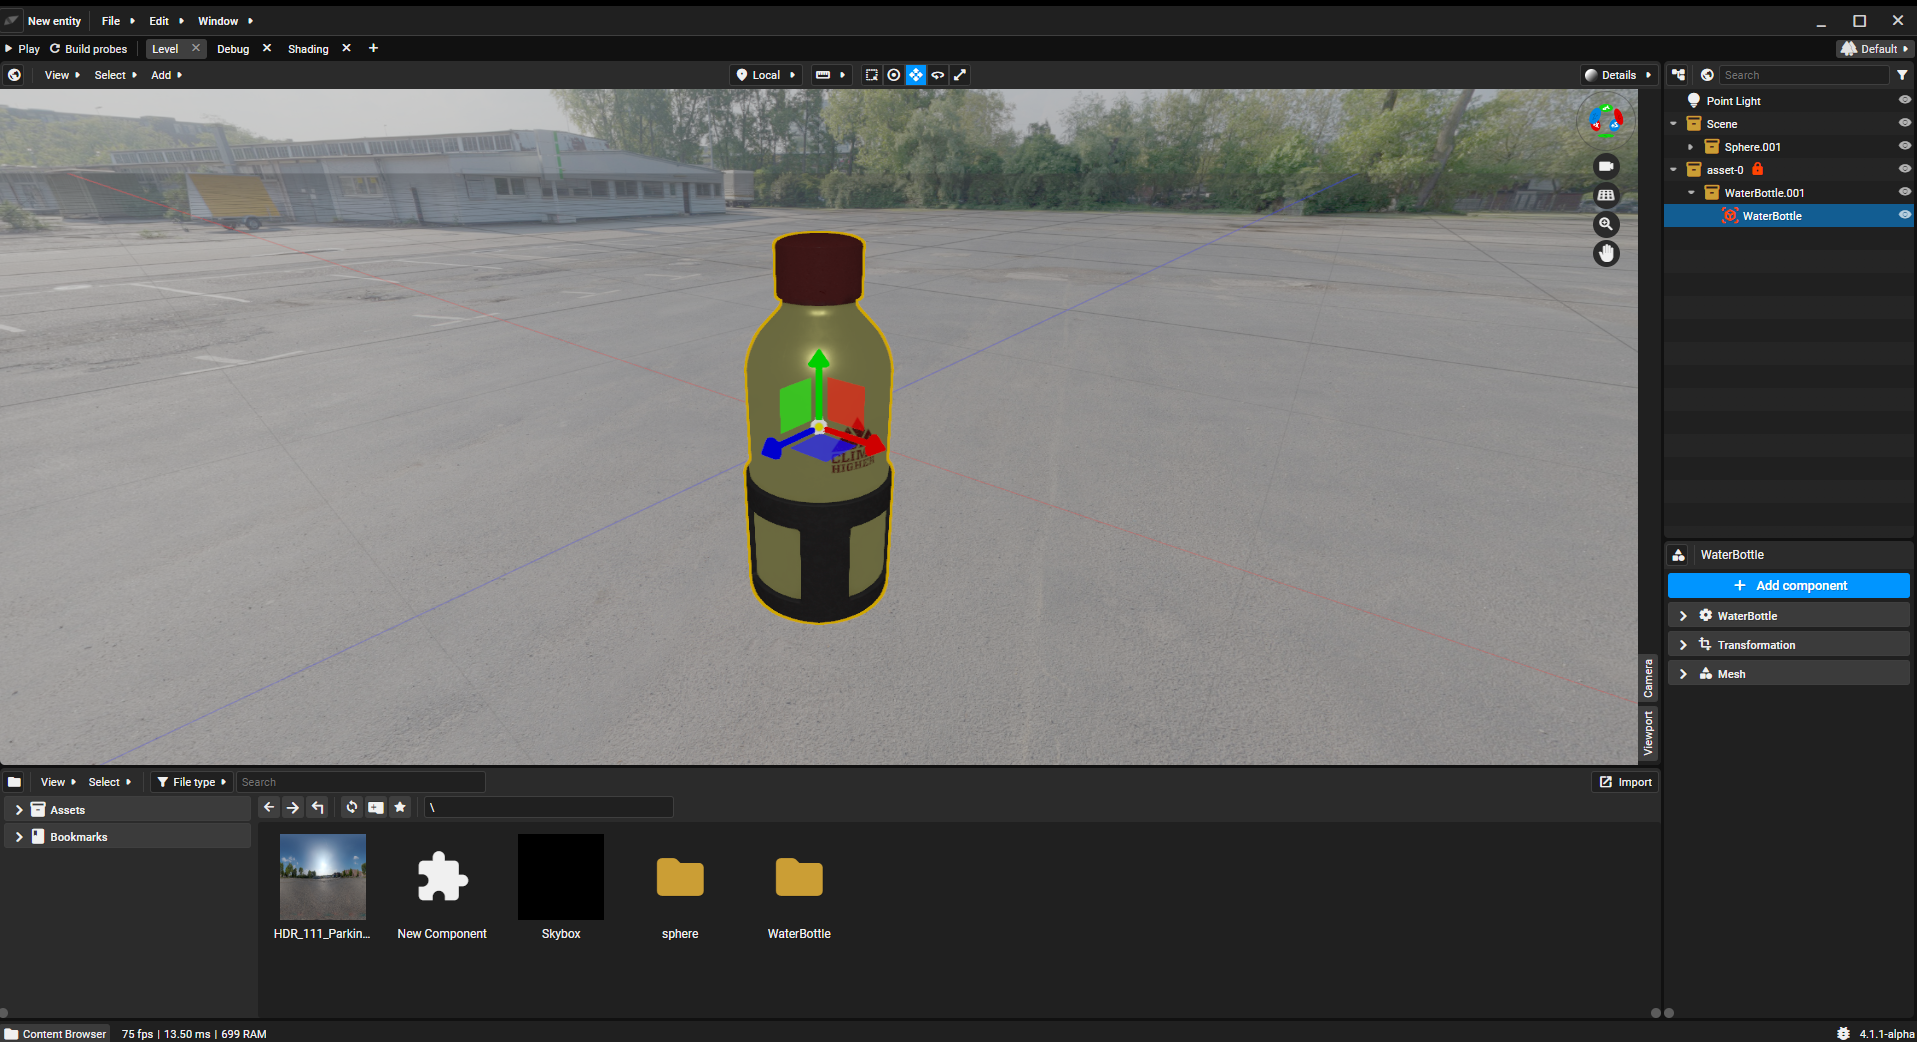 New entity File Edit Window
Play Build probes Level Debug Shading Default
View Select Add Local Details Search
Point Light
Scene
Sphere.001
asset-0
WaterBottle.001
WaterBottle
CLIM
HIGHER
WaterBottle
Add component
WaterBottle
Transformation
Mesh
Camera
Viewport
View Select File type Search Import
Assets \
Bookmarks
HDR_111_Parkin... New Component Skybox sphere WaterBottle
Content Browser 75 fps | 13.50 ms | 699 RAM 4.1.1-alpha